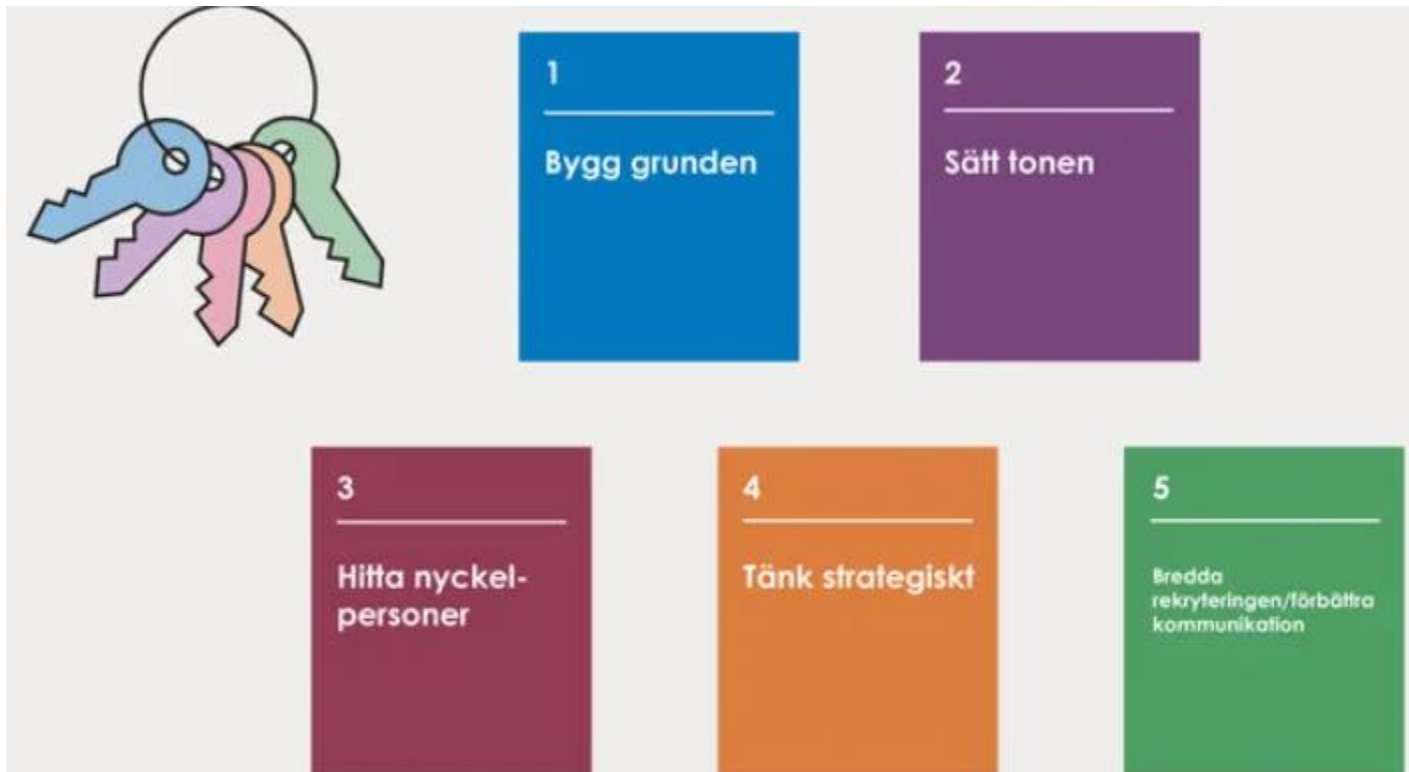 1
Bygg grunden
2
Sätt tonen
3
Hitta nyckel-
personer
4
Tänk strategiskt
5
Bredda
rekryteringen/förbättra
kommunikation